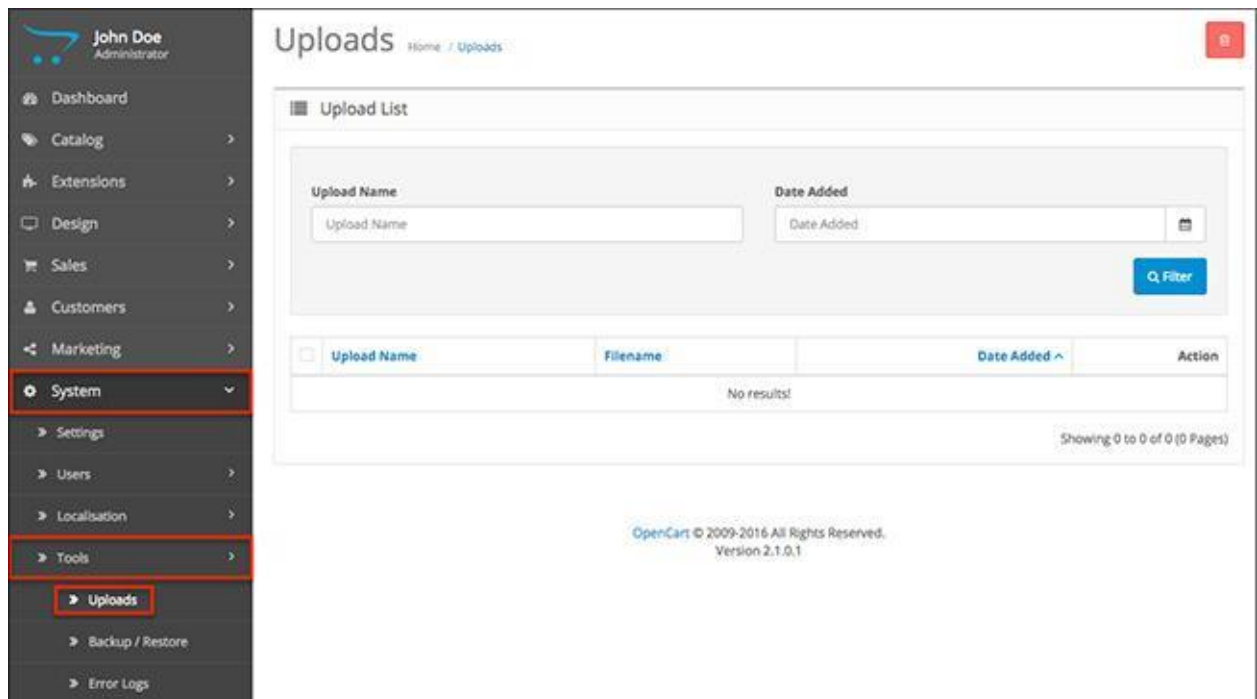 John Doe
Administrator
Dashboard
Catalog
Extensions
Design
Sales
Customers
Marketing
System
Settings
Users
Localisation
Tools
Uploads
Backup / Restore
Error Logs
Uploads Home / Uploads
Upload List
Upload Name Date Added
Upload Name Date Added
Filter
Upload Name Filename Date Added Action
No results!
Showing 0 to 0 of 0 (0 Pages)
OpenCart © 2009-2016 All Rights Reserved.
Version 2.1.0.1